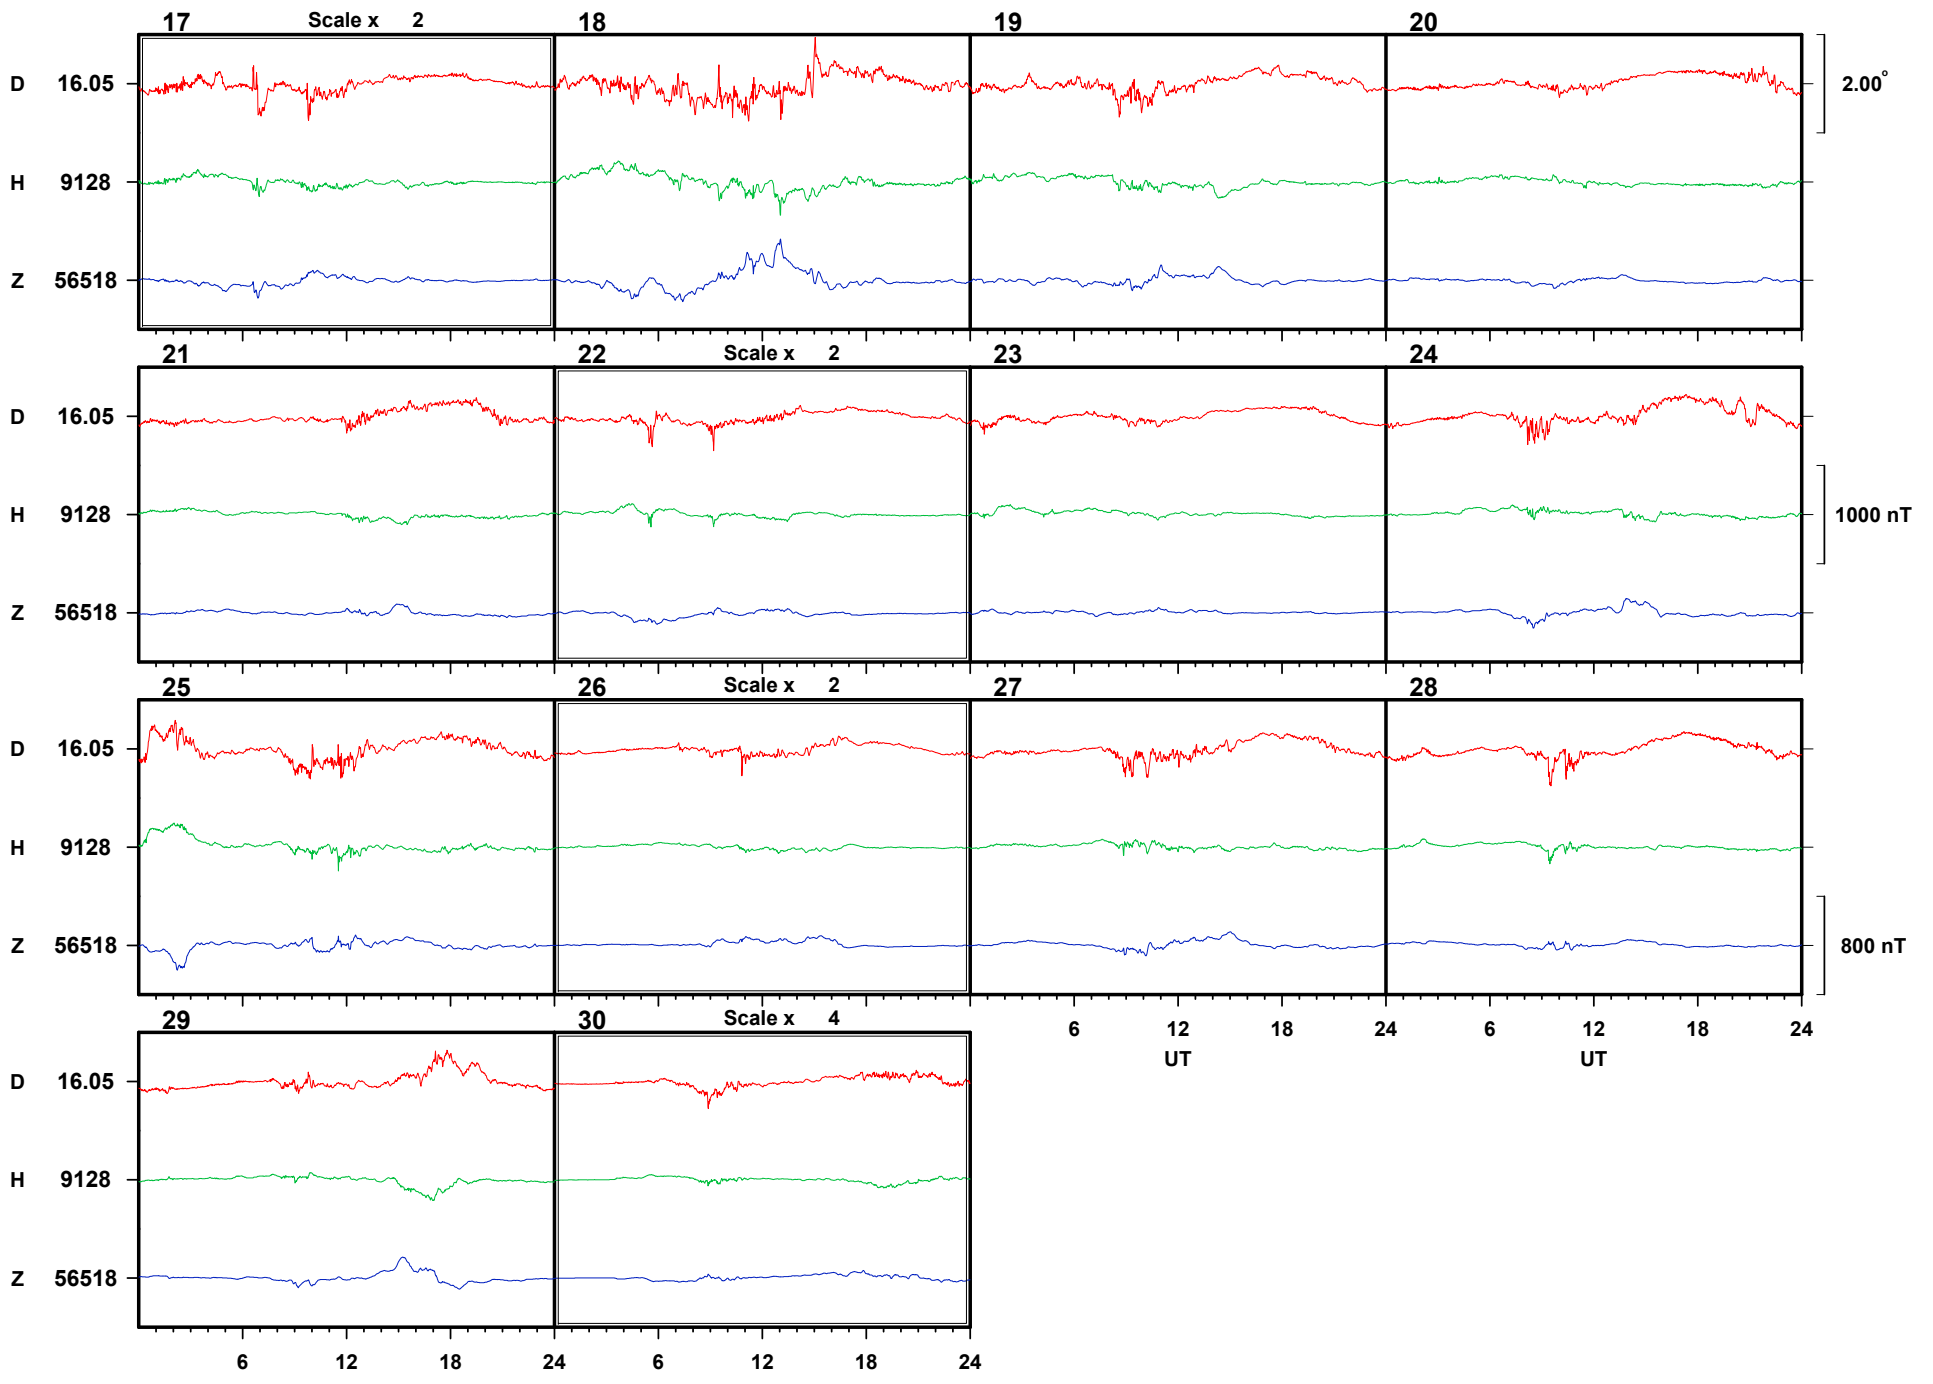 17 Scale x 2 18 19 20
D 16.05 2.00°
H 9128
Z 56518
21 22 Scale x 2 23 24
D 16.05
H 9128 1000 nT
Z 56518
25 26 Scale x 2 27 28
D 16.05
H 9128
Z 56518 800 nT
29 30 Scale x 4 6 12 18 24 6 12 18 24
UT UT
D 16.05
H 9128
Z 56518
6 12 18 24 6 12 18 24